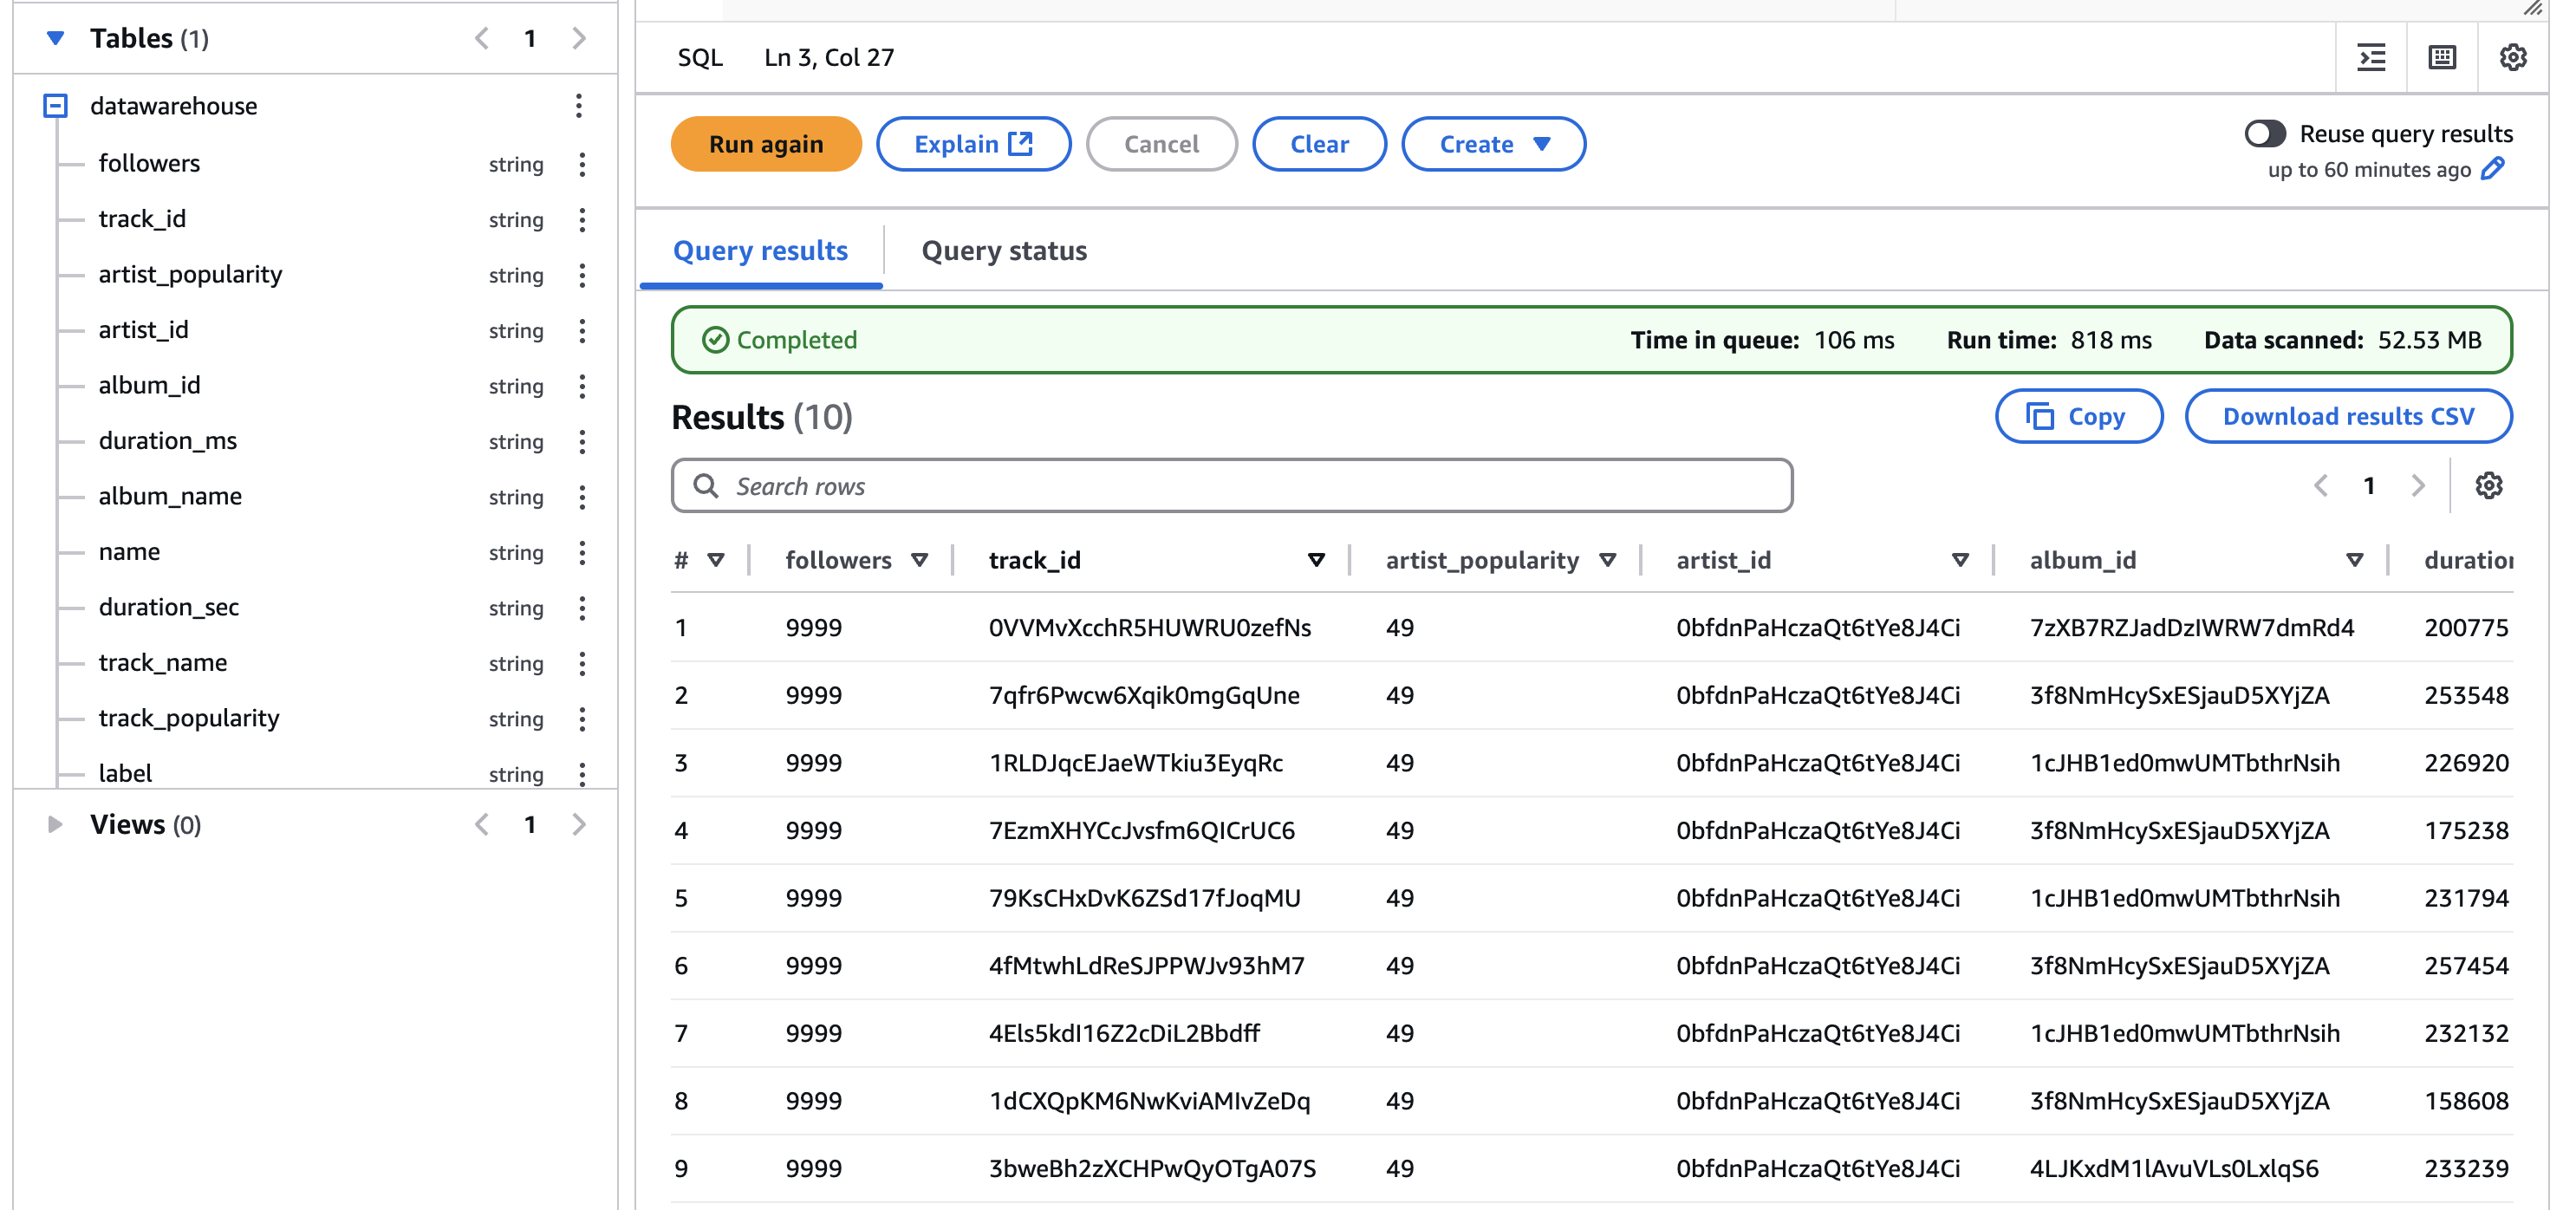 Tables (1) 1
datawarehouse
followers string
track_id string
artist_popularity string
artist_id string
album_id string
duration_ms string
album_name string
name string
duration_sec string
track_name string
track_popularity string
label string
Views (0) 1
SQL Ln 3, Col 27
Run again Explain Cancel Clear Create
Reuse query results
up to 60 minutes ago
Query results Query status
Completed Time in queue: 106 ms Run time: 818 ms Data scanned: 52.53 MB
Results (10) Copy Download results CSV
Search rows 1
# followers track_id artist_popularity artist_id album_id duration
1 9999 0VVMvXcchR5HUWRU0zefNs 49 0bfdnPaHczaQt6tYe8J4Ci 7zXB7RZJadDzIWRW7dmRd4 200775
2 9999 7qfr6Pwcw6Xqik0mgGqUne 49 0bfdnPaHczaQt6tYe8J4Ci 3f8NmHcySxESjauD5XYjZA 253548
3 9999 1RLDJqcEJaeWTkiu3EyqRc 49 0bfdnPaHczaQt6tYe8J4Ci 1cJHB1ed0mwUMTbthrNsih 226920
4 9999 7EzmXHYCcJvsfm6QICrUC6 49 0bfdnPaHczaQt6tYe8J4Ci 3f8NmHcySxESjauD5XYjZA 175238
5 9999 79KsCHxDvK6ZSd17fJoqMU 49 0bfdnPaHczaQt6tYe8J4Ci 1cJHB1ed0mwUMTbthrNsih 231794
6 9999 4fMtwhLdReSJPPWJv93hM7 49 0bfdnPaHczaQt6tYe8J4Ci 3f8NmHcySxESjauD5XYjZA 257454
7 9999 4Els5kdI16Z2cDiL2Bbdff 49 0bfdnPaHczaQt6tYe8J4Ci 1cJHB1ed0mwUMTbthrNsih 232132
8 9999 1dCXQpKM6NwKviAMIvZeDq 49 0bfdnPaHczaQt6tYe8J4Ci 3f8NmHcySxESjauD5XYjZA 158608
9 9999 3bweBh2zXCHPwQyOTgA07S 49 0bfdnPaHczaQt6tYe8J4Ci 4LJKxdM1lAvuVLs0LxlqS6 233239